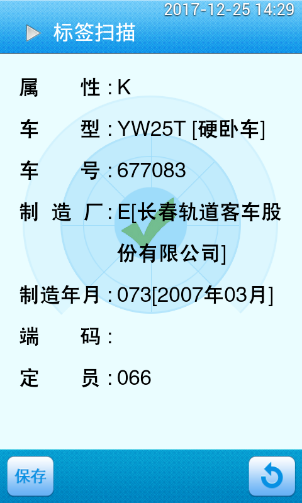 2017-12-25 14:29
标签扫描
属 性：K
车 型：YW25T [硬卧车]
车 号：677083
制 造 厂：E[长春轨道客车股
份有限公司]
制造年月：073[2007年03月]
端 码：
定 员：066
保存